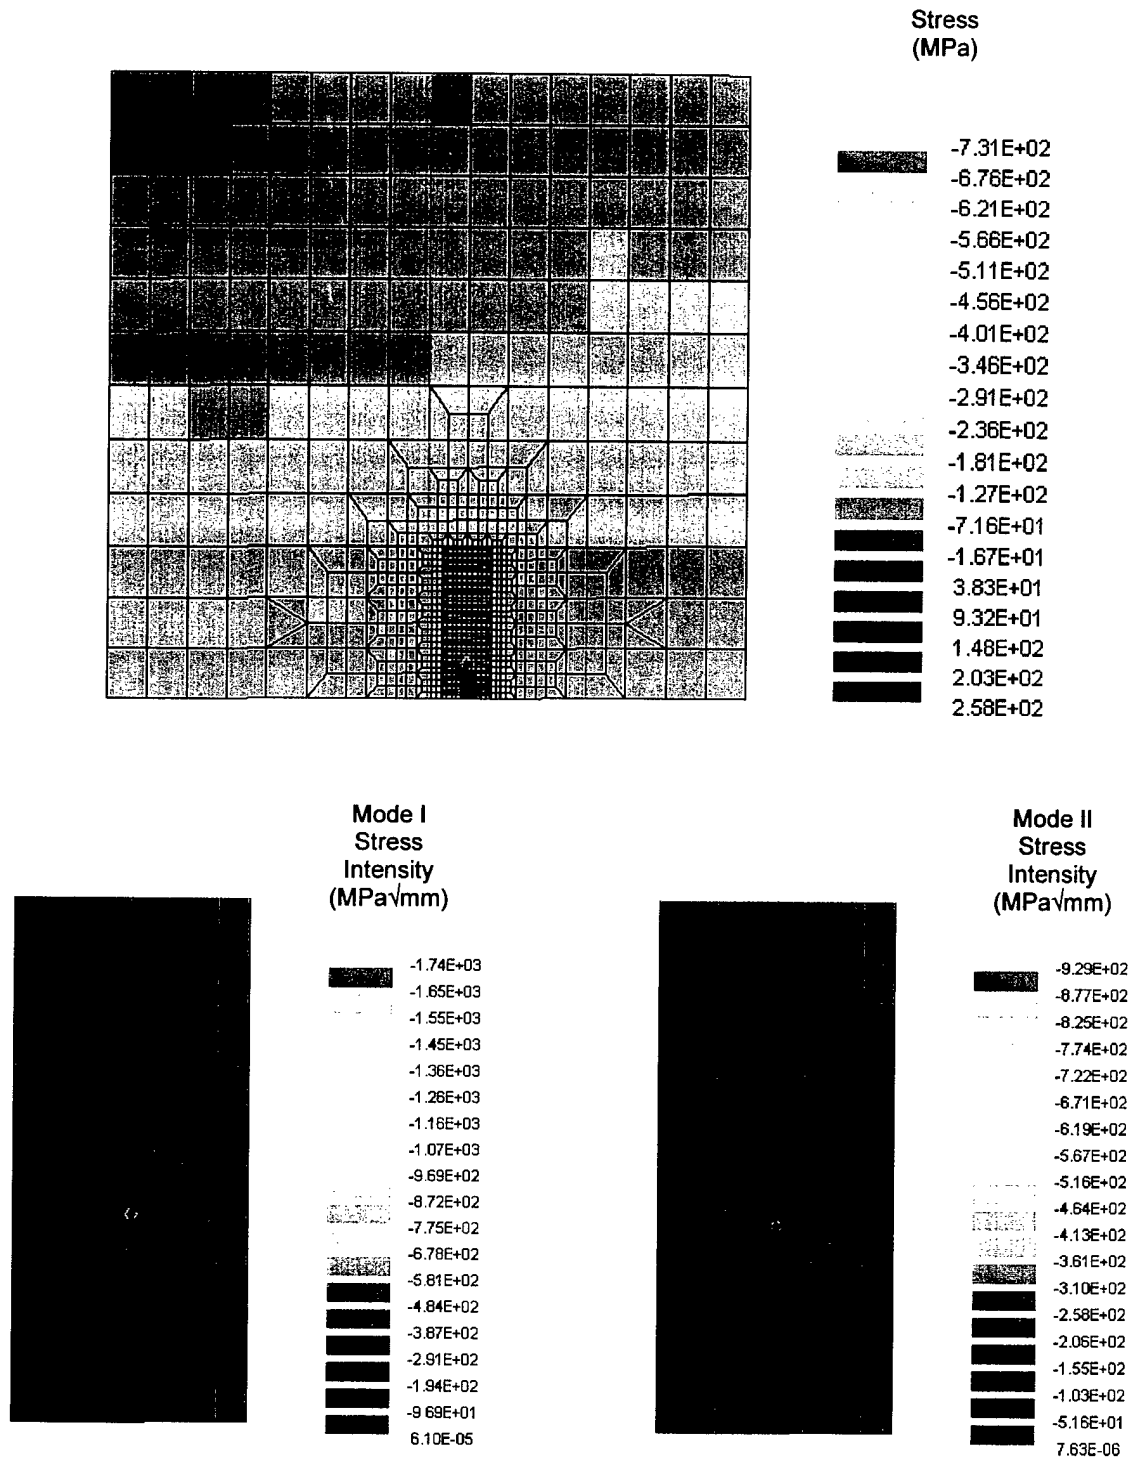 Stress
(MPa)
-7.31E+02
-6.76E+02
-6.21E+02
-5.66E+02
-5.11E+02
-4.56E+02
-4.01E+02
-3.46E+02
-2.91E+02
-2.36E+02
-1.81E+02
-1.27E+02
-7.16E+01
-1.67E+01
3.83E+01
9.32E+01
1.48E+02
2.03E+02
2.58E+02
Mode I
Stress
Intensity
(MPa√mm)
-1.74E+03
-1.65E+03
-1.55E+03
-1.45E+03
-1.36E+03
-1.26E+03
-1.16E+03
-1.07E+03
-9.69E+02
-8.72E+02
-7.75E+02
-6.78E+02
-5.81E+02
-4.84E+02
-3.87E+02
-2.91E+02
-1.94E+02
-9.69E+01
6.10E-05
Mode II
Stress
Intensity
(MPa√mm)
-9.29E+02
-8.77E+02
-8.25E+02
-7.74E+02
-7.22E+02
-6.71E+02
-6.19E+02
-5.67E+02
-5.16E+02
-4.64E+02
-4.13E+02
-3.61E+02
-3.10E+02
-2.58E+02
-2.06E+02
-1.55E+02
-1.03E+02
-5.16E+01
7.63E-06